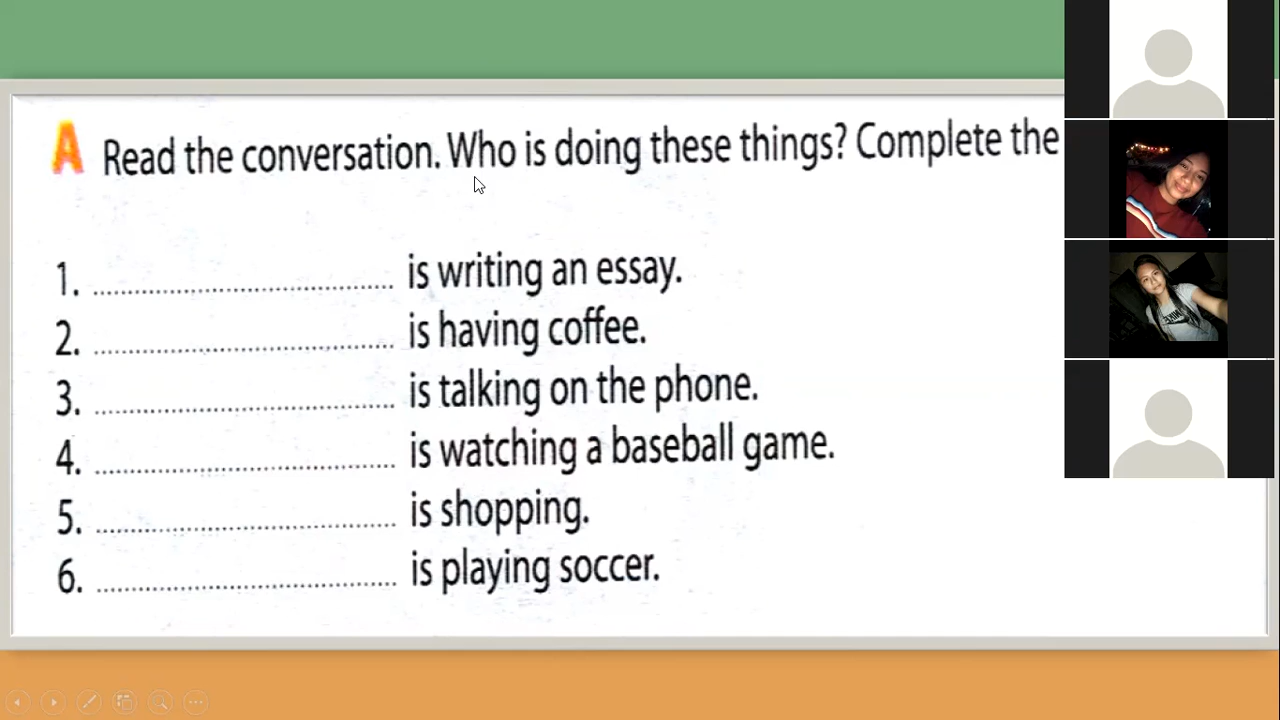 A Read the conversation. Who is doing these things? Complete the
1. ........................................ is writing an essay.
2. ........................................ is having coffee.
3. ........................................ is talking on the phone.
4. ........................................ is watching a baseball game.
5. ........................................ is shopping.
6. ........................................ is playing soccer.